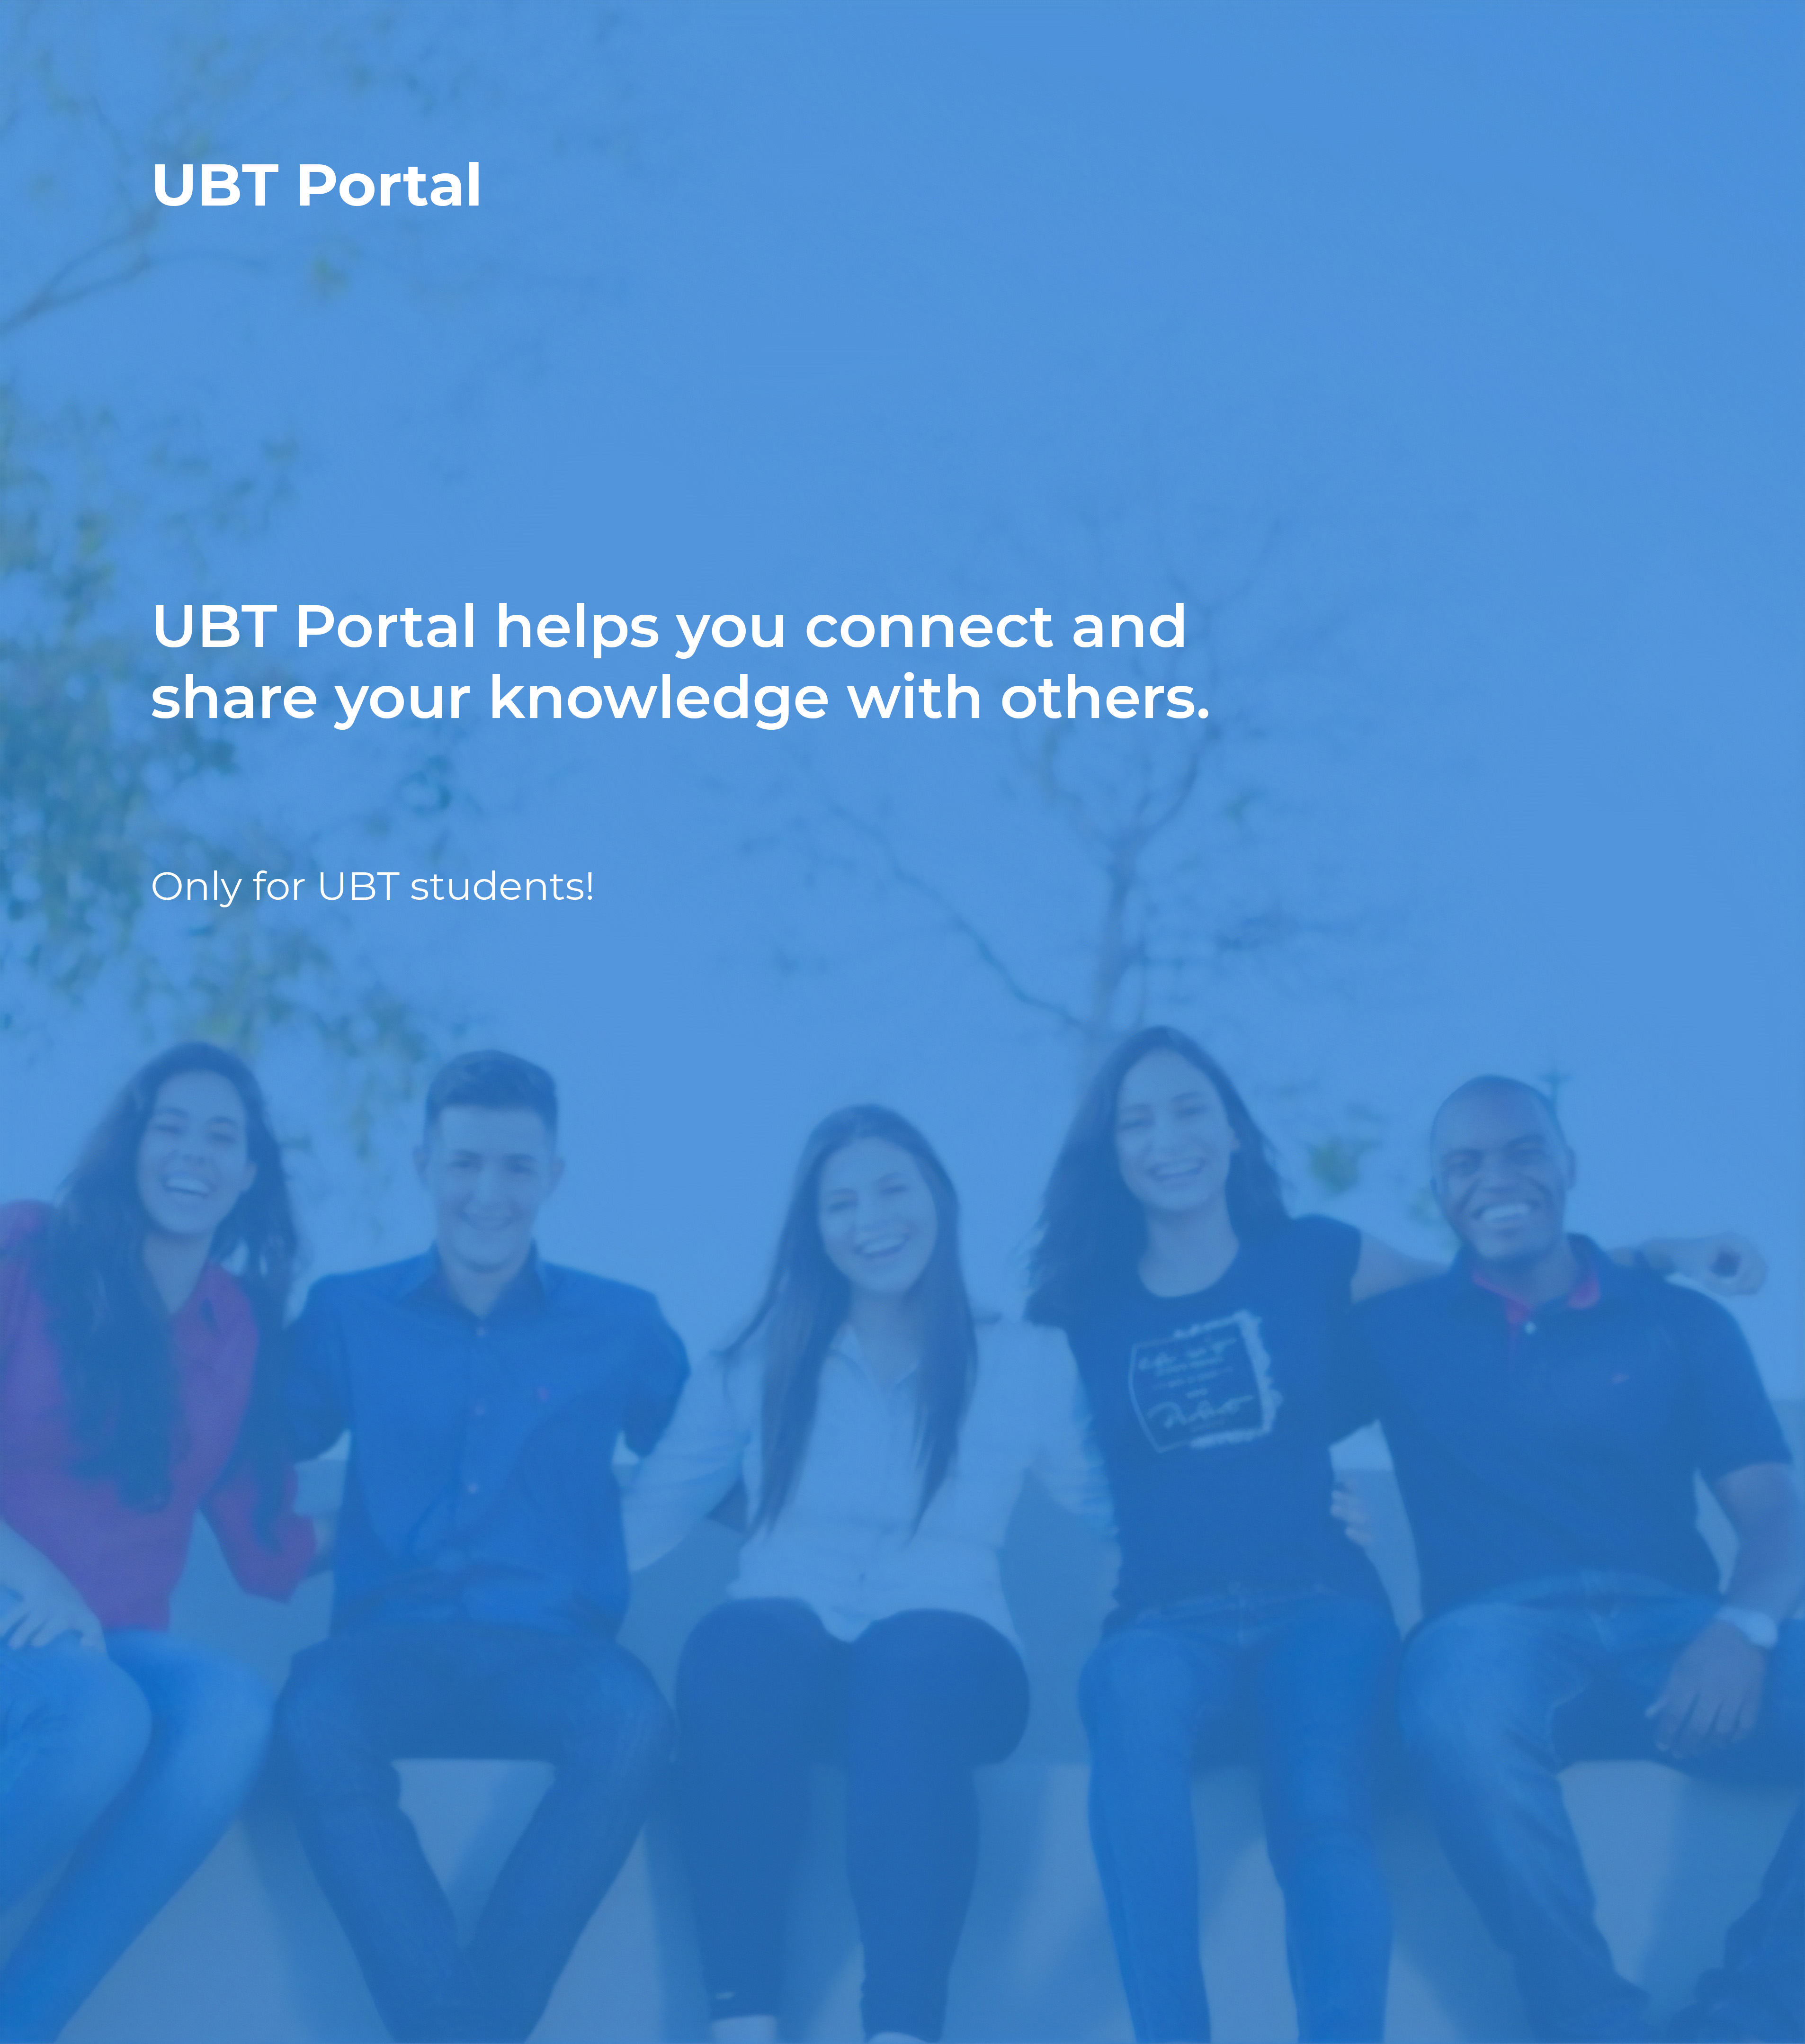 UBT Portal
UBT Portal helps you connect and
share your knowledge with others.
Only for UBT students!